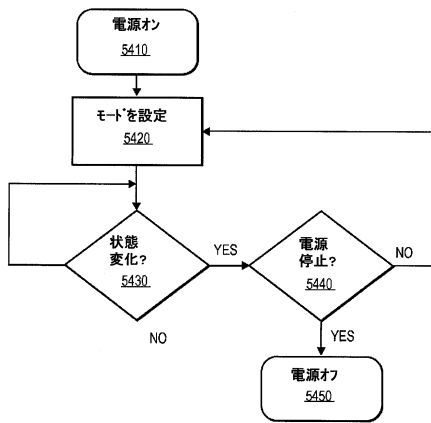 電源オン
5410
モードを設定
5420
状態
変化?
5430
YES
電源
停止?
5440
NO
NO
YES
電源オフ
5450